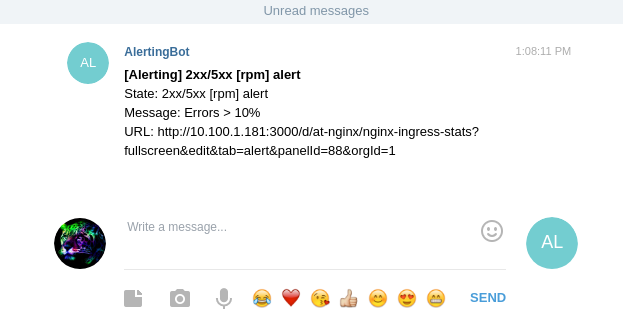 Unread messages
AL
AlertingBot
1:08:11 PM
[Alerting] 2xx/5xx [rpm] alert
State: 2xx/5xx [rpm] alert
Message: Errors > 10%
URL: http://10.100.1.181:3000/d/at-nginx/nginx-ingress-stats?
fullscreen&edit&tab=alert&panelId=88&orgId=1
Write a message...
AL
SEND